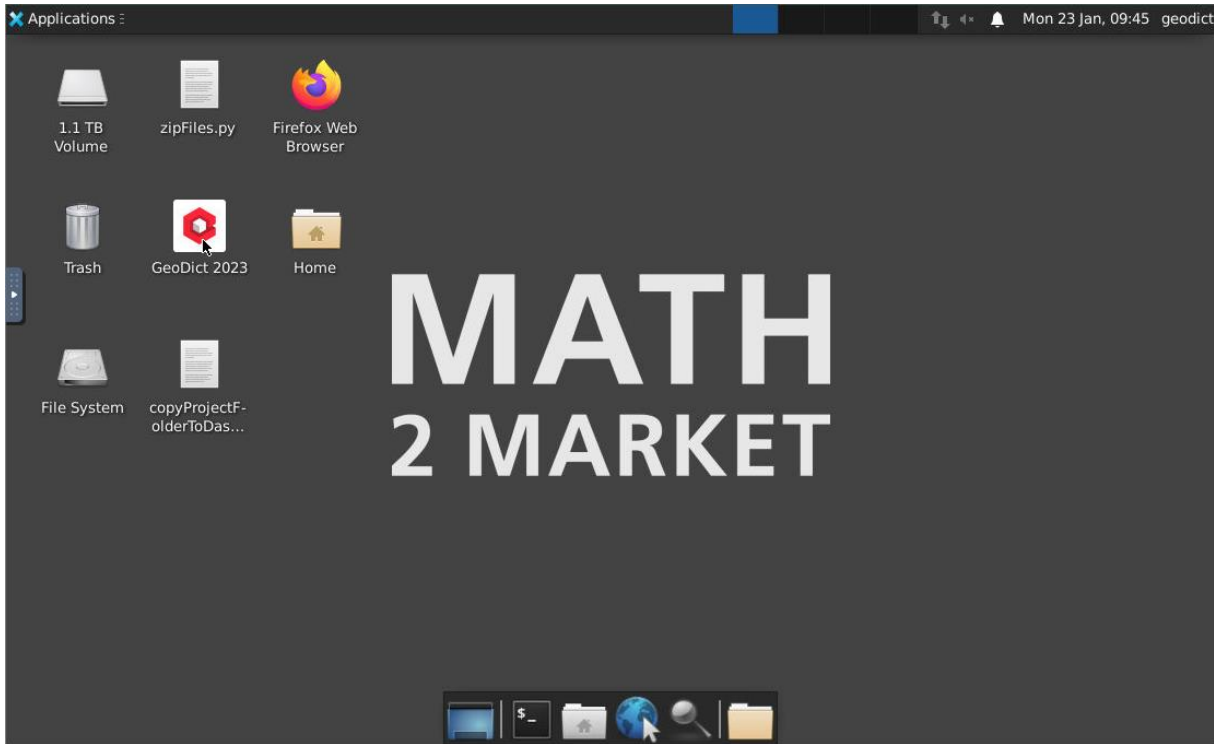 Applications
Mon 23 Jan, 09:45 geodict
1.1 TB
Volume
zipFiles.py
Firefox Web
Browser
Trash
GeoDict 2023
Home
File System
copyProjectF-
olderToDas...
MATH
2 MARKET
$_